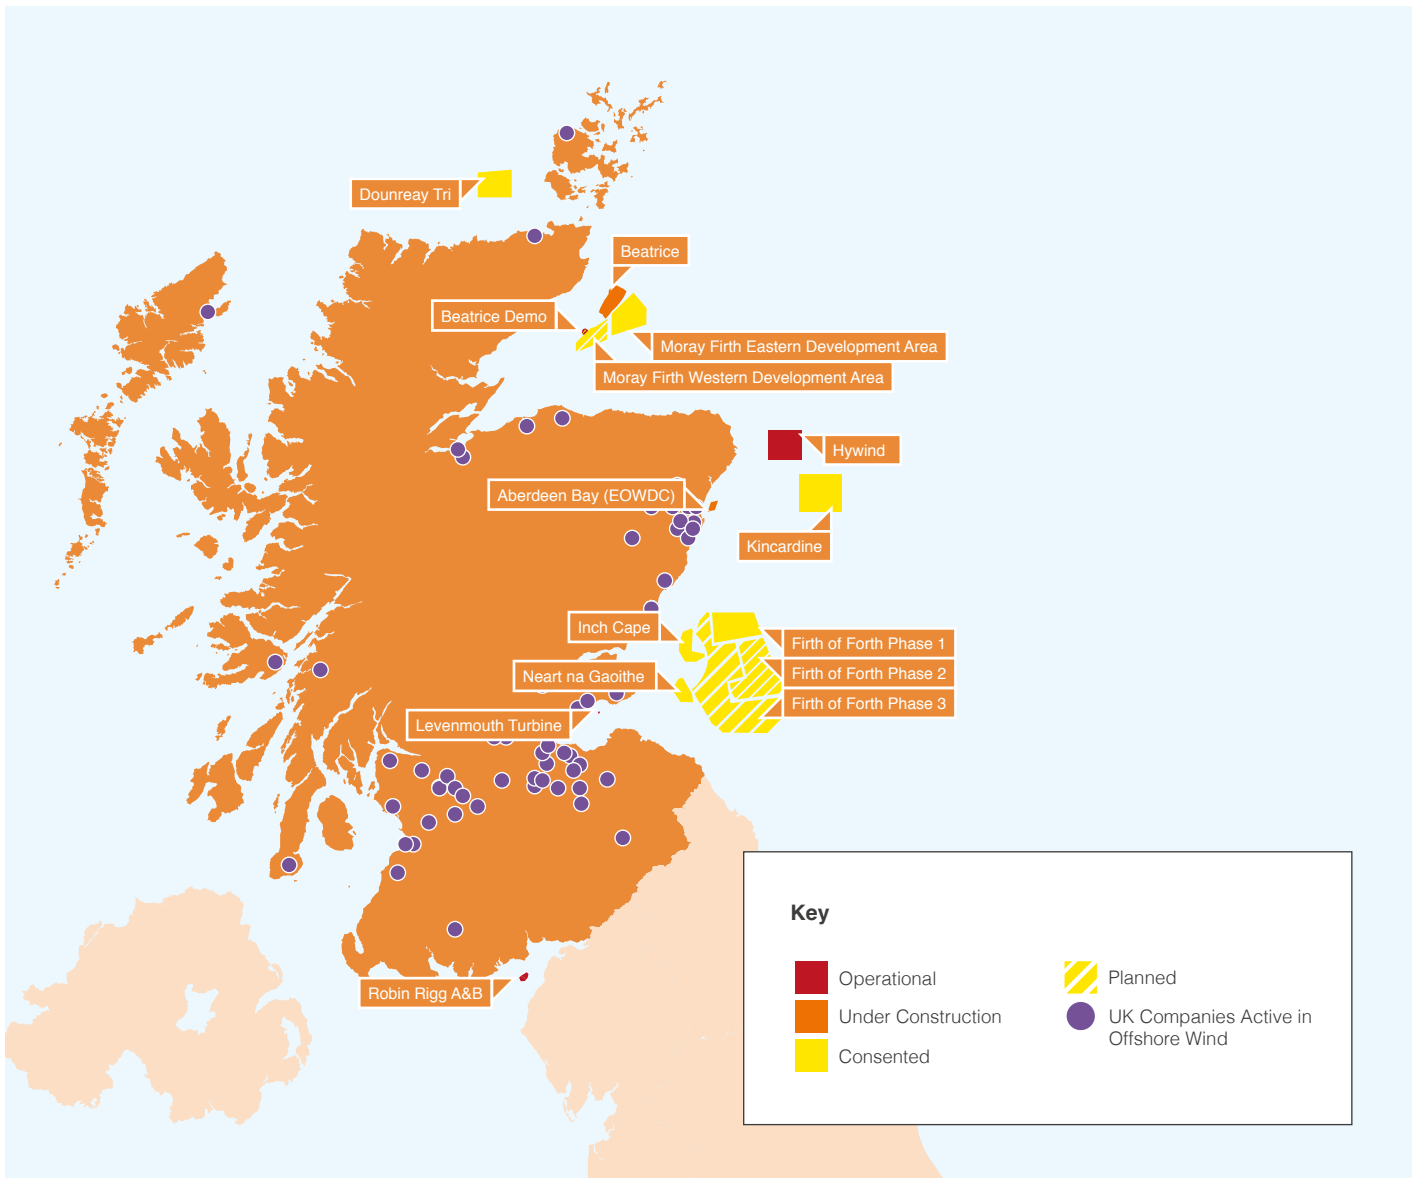 Dounreay Tri
Beatrice
Beatrice Demo
Moray Firth Eastern Development Area
Moray Firth Western Development Area
Hywind
Aberdeen Bay (EOWDC)
Kincardine
Inch Cape
Firth of Forth Phase 1
Neart na Gaoithe
Firth of Forth Phase 2
Firth of Forth Phase 3
Levenmouth Turbine
Robin Rigg A&B
Key
Operational
Under Construction
Consented
Planned
UK Companies Active in
Offshore Wind